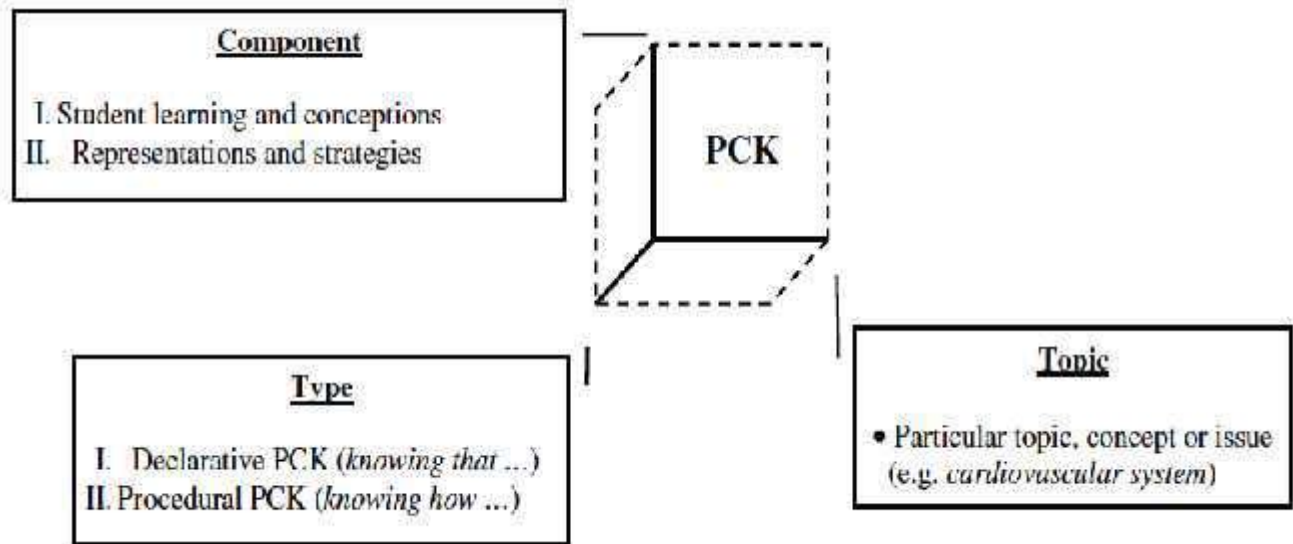 Component
I. Student learning and conceptions
II. Representations and strategies
PCK
Type
I. Declarative PCK (knowing that ...)
II. Procedural PCK (knowing how ...)
Topic
• Particular topic, concept or issue
(e.g. cardiovascular system)